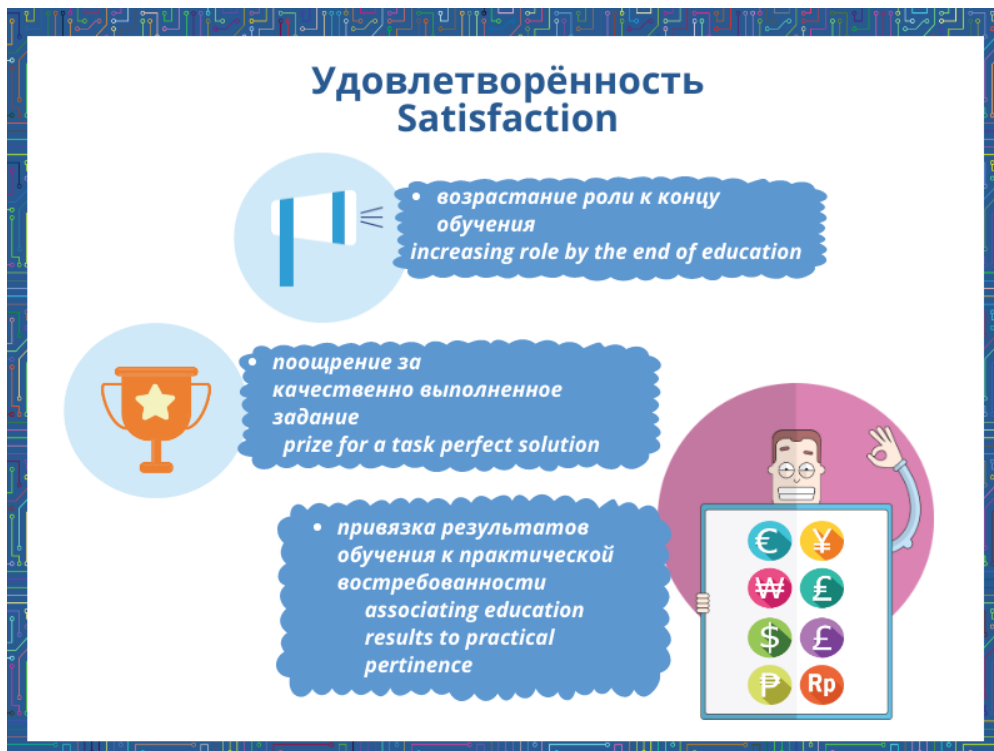 Удовлетворённость
Satisfaction
• возрастание роли к концу
обучения
increasing role by the end of education
• поощрение за
качественно выполненное
задание
prize for a task perfect solution
• привязка результатов
обучения к практической
востребованности
associating education
results to practical
pertinence
€ ¥
₩ ₤
$ £
₱ Rp